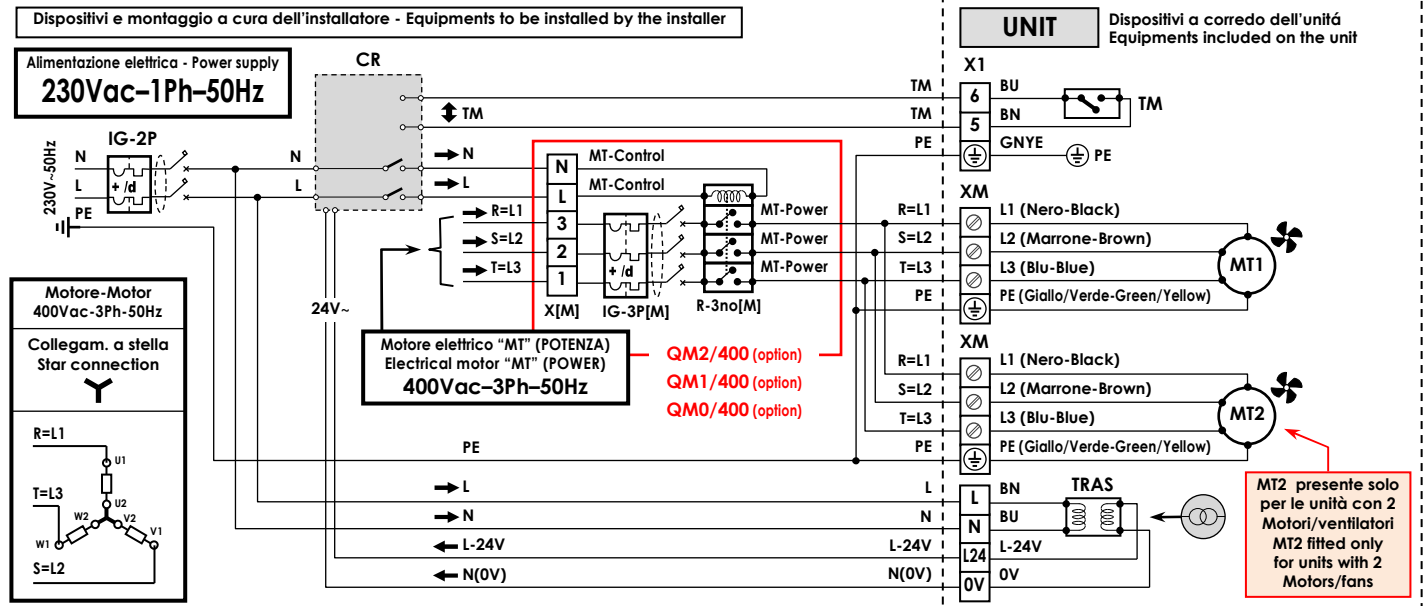 Dispositivi e montaggio a cura dell'installatore - Equipments to be installed by the installer
Alimentazione elettrica - Power supply
230Vac–1Ph–50Hz
CR
IG-2P
230V~50Hz
N
L
PE
+ /d
N
L
24V~
TM
TM
TM
PE
N
L
R=L1
S=L2
T=L3
N
L
3
2
1
X[M]
MT-Control
MT-Control
+ /d
IG-3P[M]
R-3no[M]
MT-Power
MT-Power
MT-Power
Motore elettrico "MT" (POTENZA)
Electrical motor "MT" (POWER)
400Vac–3Ph–50Hz
QM2/400 (option)
QM1/400 (option)
QM0/400 (option)
Motore-Motor
400Vac-3Ph-50Hz
Collegam. a stella
Star connection
R=L1
U1
T=L3
U2
W2
V2
V1
W1
S=L2
PE
L
N
L-24V
N(0V)
UNIT
Dispositivi a corredo dell'unitá
Equipments included on the unit
X1
6
BU
TM
5
BN
GNYE
PE
XM
R=L1
L1 (Nero-Black)
S=L2
L2 (Marrone-Brown)
T=L3
L3 (Blu-Blue)
PE
PE (Giallo/Verde-Green/Yellow)
MT1
XM
R=L1
L1 (Nero-Black)
S=L2
L2 (Marrone-Brown)
T=L3
L3 (Blu-Blue)
PE
PE (Giallo/Verde-Green/Yellow)
MT2
TRAS
L
L
BN
N
N
BU
L-24V
L24
L-24V
N(0V)
0V
0V
MT2 presente solo
per le unità con 2
Motori/ventilatori
MT2 fitted only
for units with 2
Motors/fans